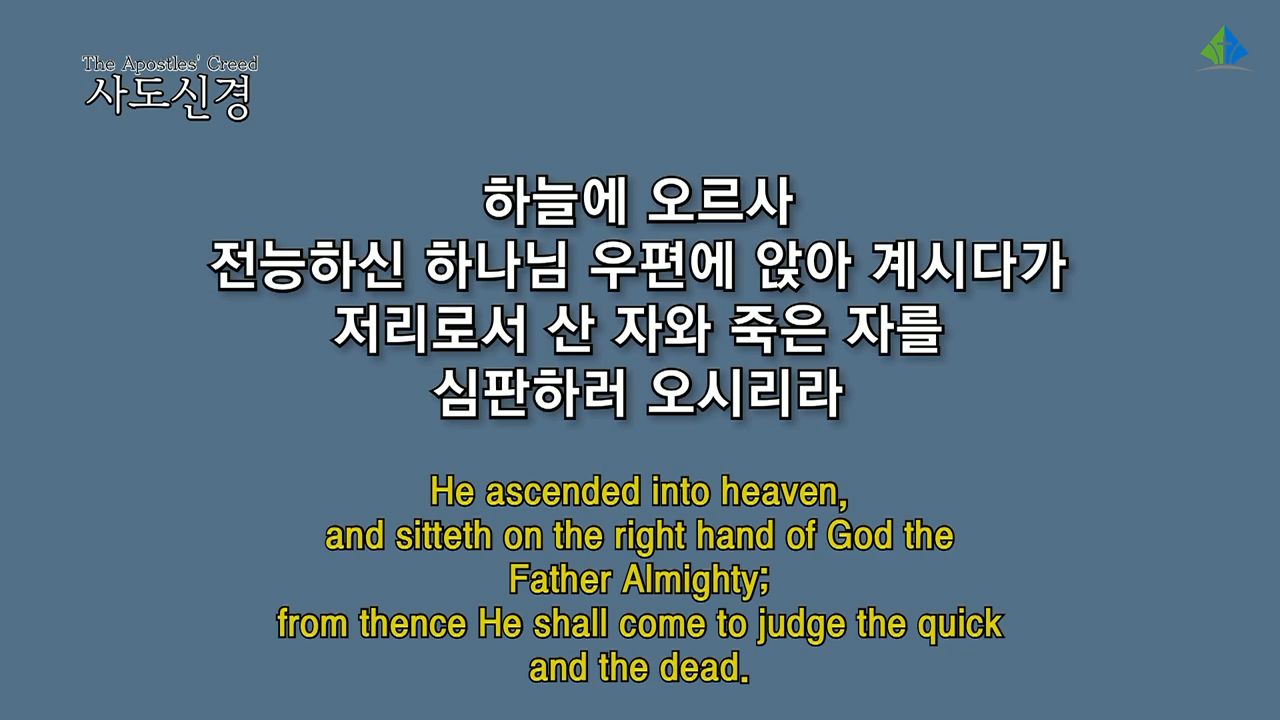 The Apostles' Creed
사도신경
하늘에 오르사
전능하신 하나님 우편에 앉아 계시다가
저리로서 산 자와 죽은 자를
심판하러 오시리라
He ascended into heaven,
and sitteth on the right hand of God the
Father Almighty;
from thence He shall come to judge the quick
and the dead.